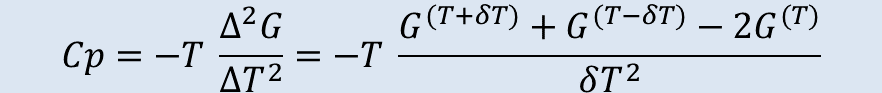 Cp = −T Δ²G/ΔT² = −T (G^(T+δT) + G^(T−δT) − 2G^(T))/δT²